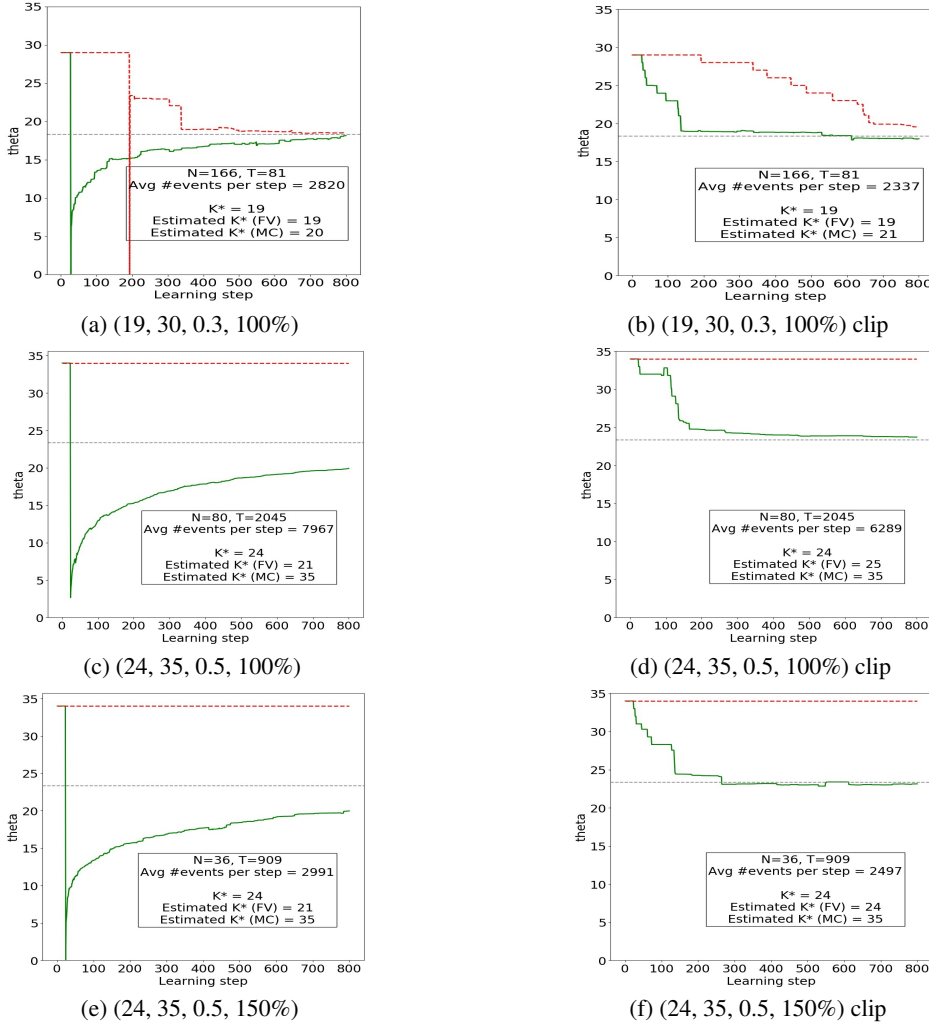 35
30
25
20
15
10
5
0
theta
N=166, T=81
Avg #events per step = 2820
K* = 19
Estimated K* (FV) = 19
Estimated K* (MC) = 20
0 100 200 300 400 500 600 700 800
Learning step
(a) (19, 30, 0.3, 100%)
35
30
25
20
15
10
5
0
theta
N=166, T=81
Avg #events per step = 2337
K* = 19
Estimated K* (FV) = 19
Estimated K* (MC) = 21
0 100 200 300 400 500 600 700 800
Learning step
(b) (19, 30, 0.3, 100%) clip
35
30
25
20
15
10
5
0
theta
N=80, T=2045
Avg #events per step = 7967
K* = 24
Estimated K* (FV) = 21
Estimated K* (MC) = 35
0 100 200 300 400 500 600 700 800
Learning step
(c) (24, 35, 0.5, 100%)
35
30
25
20
15
10
5
0
theta
N=80, T=2045
Avg #events per step = 6289
K* = 24
Estimated K* (FV) = 25
Estimated K* (MC) = 35
0 100 200 300 400 500 600 700 800
Learning step
(d) (24, 35, 0.5, 100%) clip
35
30
25
20
15
10
5
0
theta
N=36, T=909
Avg #events per step = 2991
K* = 24
Estimated K* (FV) = 21
Estimated K* (MC) = 35
0 100 200 300 400 500 600 700 800
Learning step
(e) (24, 35, 0.5, 150%)
35
30
25
20
15
10
5
0
theta
N=36, T=909
Avg #events per step = 2497
K* = 24
Estimated K* (FV) = 24
Estimated K* (MC) = 35
0 100 200 300 400 500 600 700 800
Learning step
(f) (24, 35, 0.5, 150%) clip